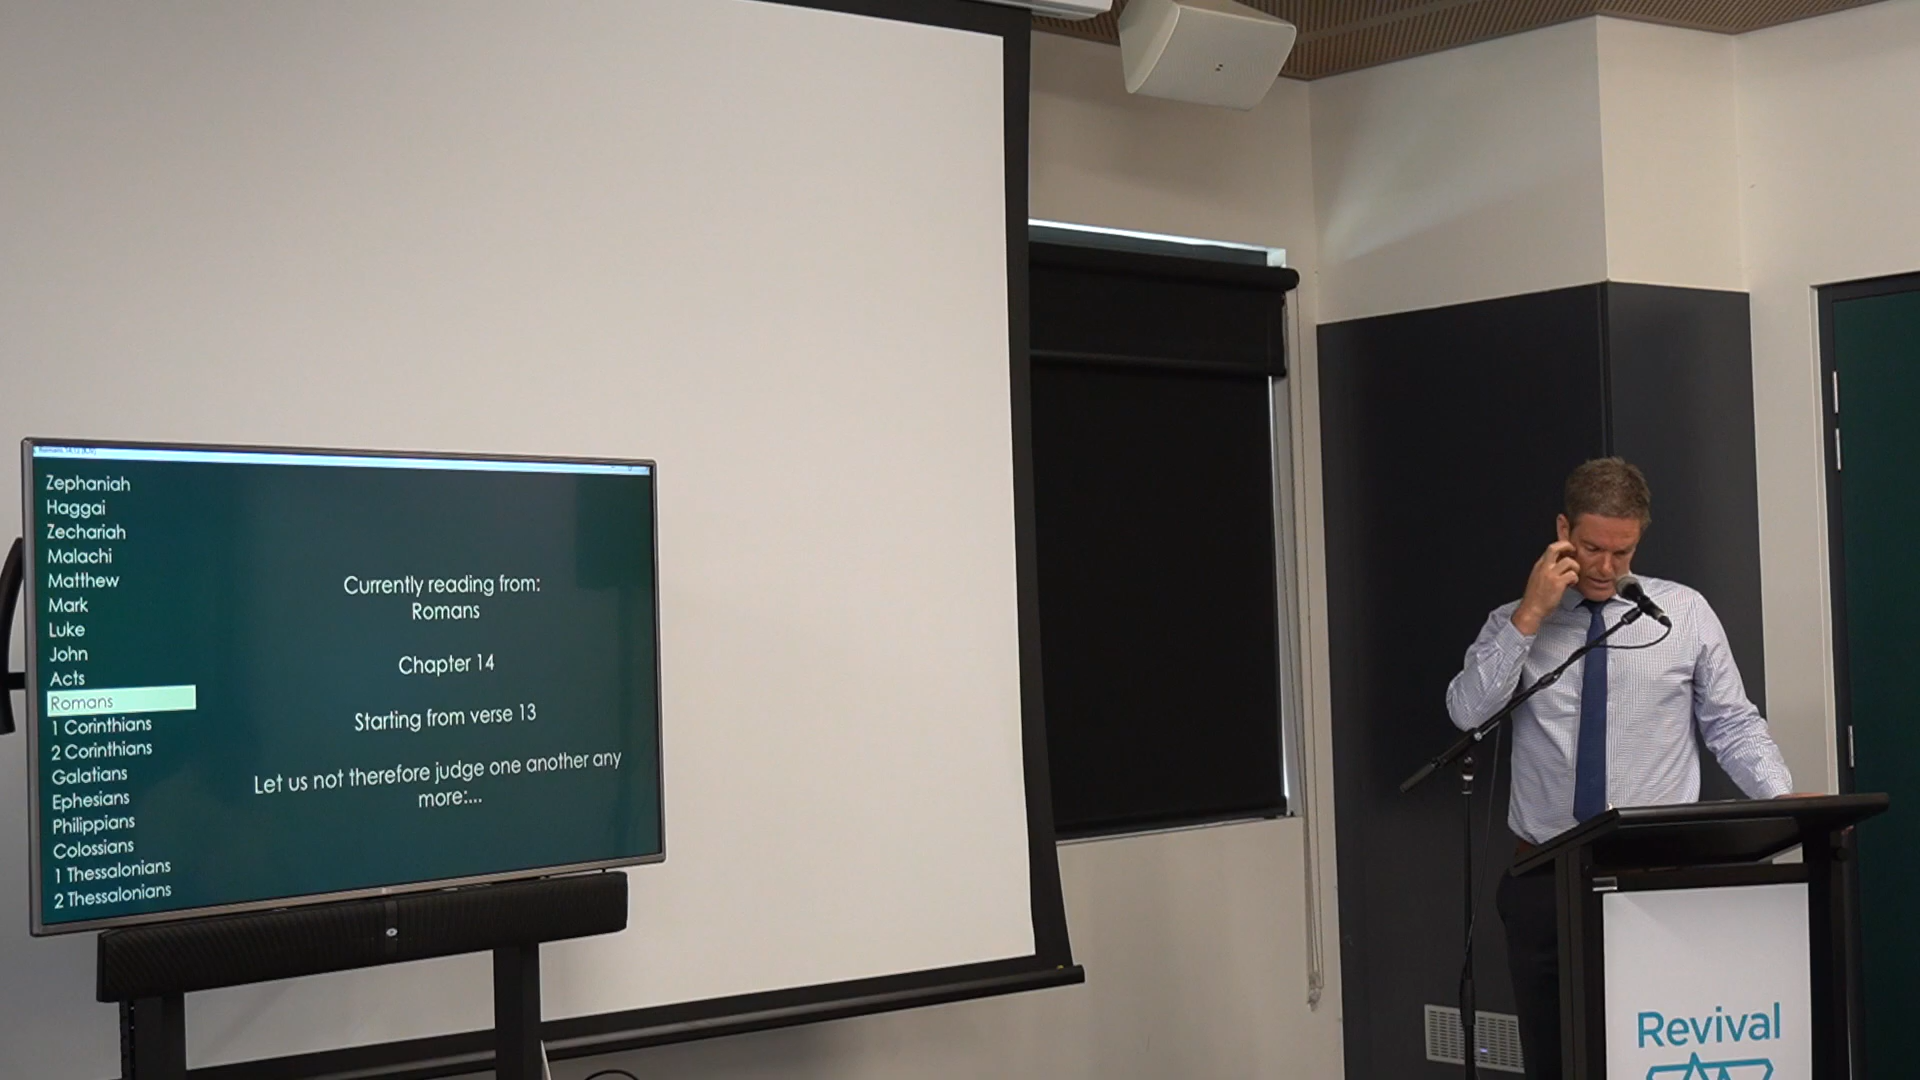 Zephaniah
Haggai
Zechariah
Malachi
Matthew
Mark
Luke
John
Acts
Romans
1 Corinthians
2 Corinthians
Galatians
Ephesians
Philippians
Colossians
1 Thessalonians
2 Thessalonians
Currently reading from:
Romans
Chapter 14
Starting from verse 13
Let us not therefore judge one another any
more:....
Revival